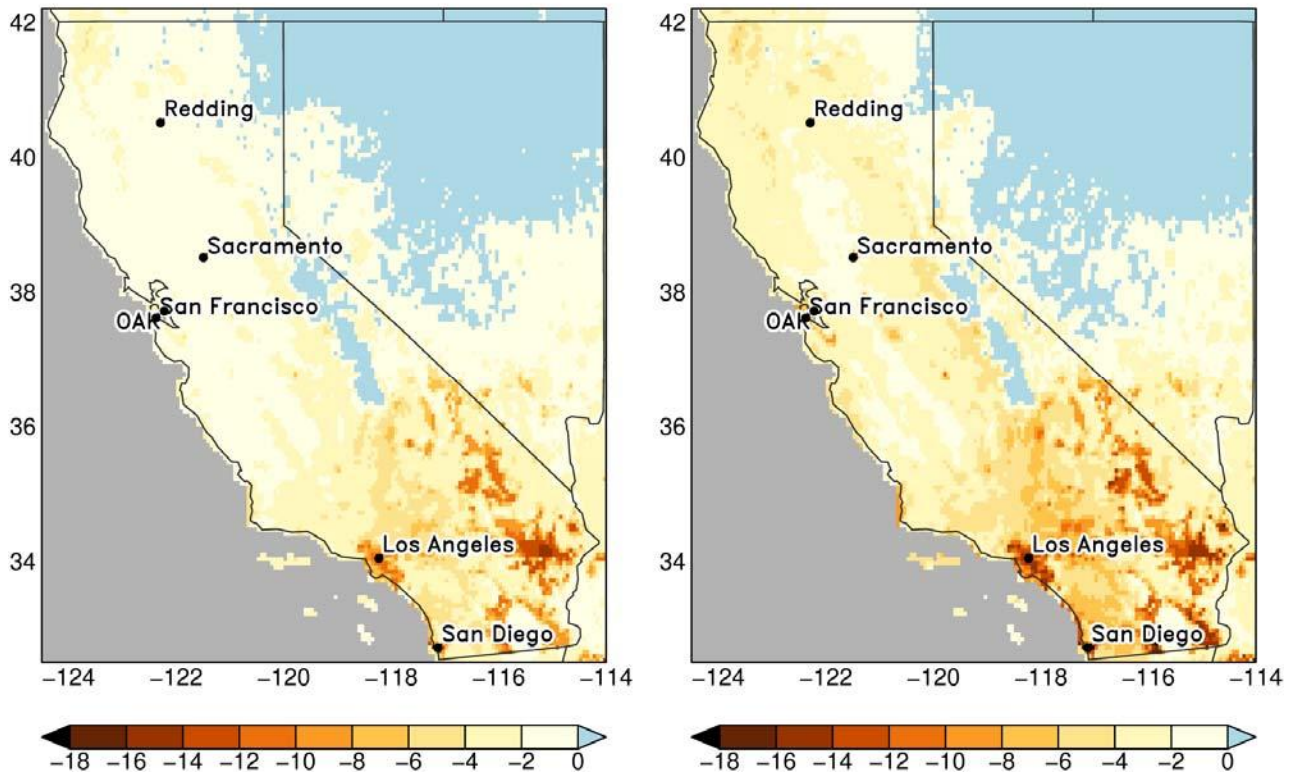 42
40
38
36
34
Redding
Sacramento
San Francisco
OAK
Los Angeles
San Diego
−124 −122 −120 −118 −116 −114
−18 −16 −14 −12 −10 −8 −6 −4 −2 0
42
40
38
36
34
Redding
Sacramento
San Francisco
OAK
Los Angeles
San Diego
−124 −122 −120 −118 −116 −114
−18 −16 −14 −12 −10 −8 −6 −4 −2 0